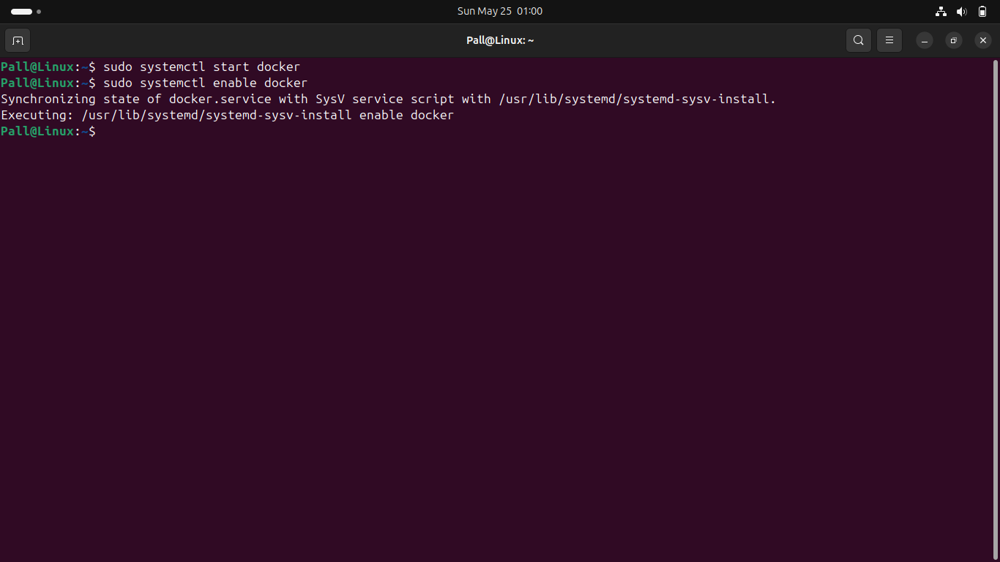 Sun May 25 01:00
Pall@Linux: ~
Pall@Linux:~$ sudo systemctl start docker
Pall@Linux:~$ sudo systemctl enable docker
Synchronizing state of docker.service with SysV service script with /usr/lib/systemd/systemd-sysv-install.
Executing: /usr/lib/systemd/systemd-sysv-install enable docker
Pall@Linux:~$